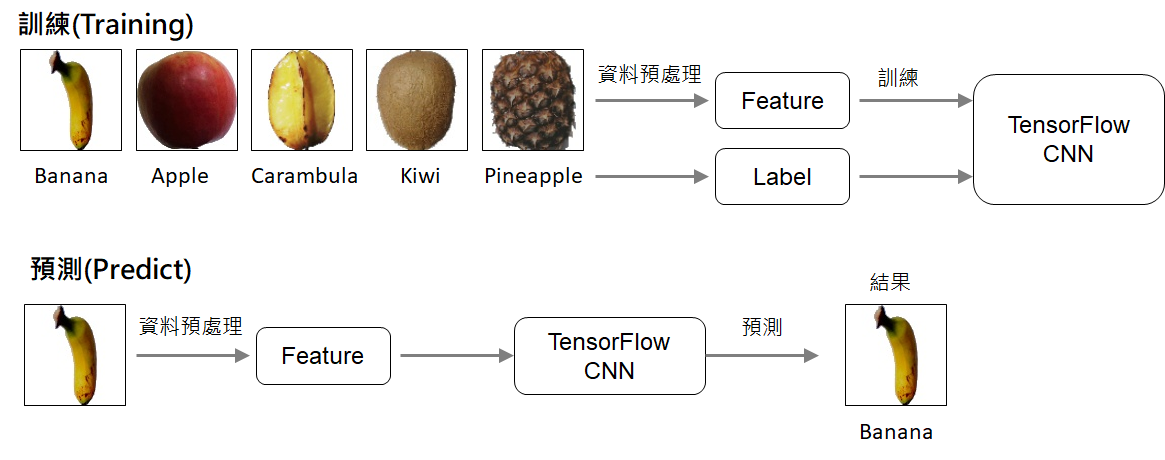 訓練(Training)
資料預處理
Feature
訓練
TensorFlow
CNN
Banana
Apple
Carambula
Kiwi
Pineapple
Label
預測(Predict)
資料預處理
Feature
TensorFlow
CNN
預測
結果
Banana